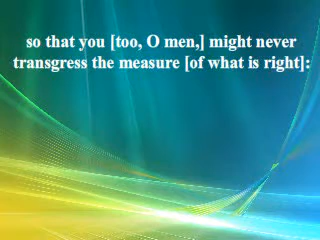 so that you [too, O men,] might never
transgress the measure [of what is right]: